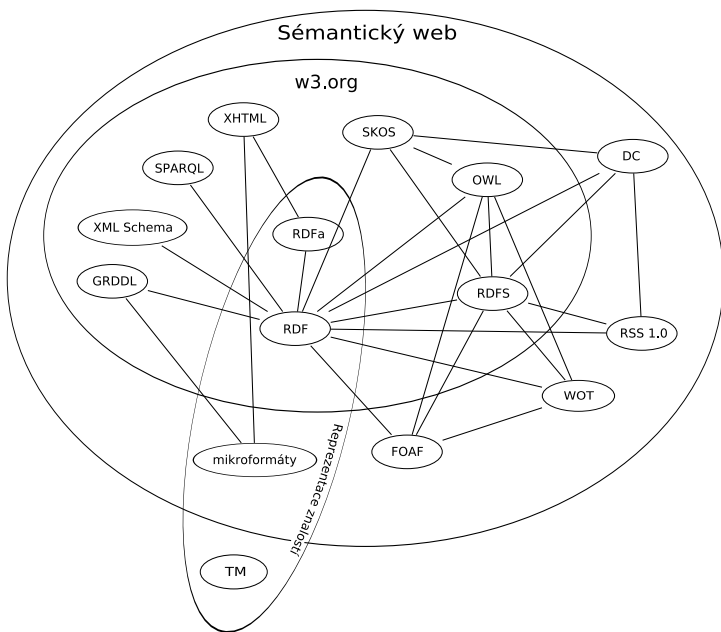 Sémantický web
w3.org
XHTML
SKOS
DC
SPARQL
OWL
XML Schema
RDFa
GRDDL
RDFS
RDF
RSS 1.0
WOT
FOAF
mikroformáty
Reprezentace znalostí
TM